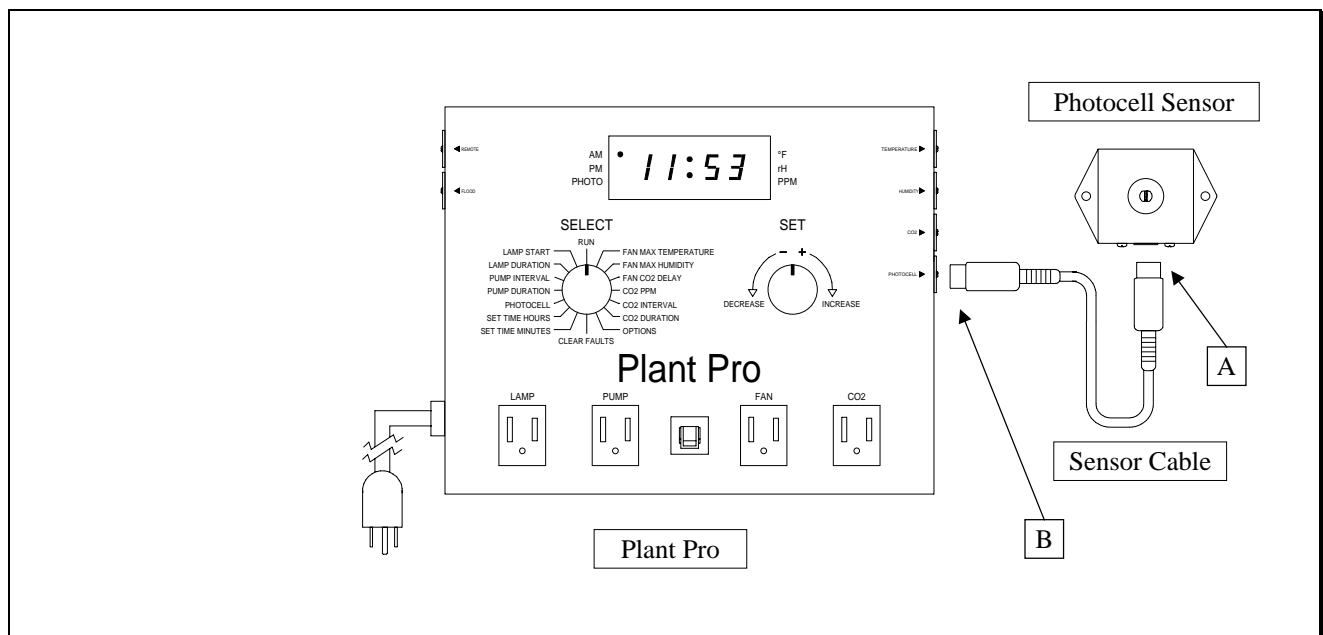 Photocell Sensor
◄ REMOTE
◄ FLOOD
AM
PM
PHOTO
11:53
°F
rH
PPM
TEMPERATURE ►
HUMIDITY ►
CO2 ►
PHOTOCELL ►
SELECT
RUN
LAMP START
LAMP DURATION
PUMP INTERVAL
PUMP DURATION
PHOTOCELL
SET TIME HOURS
SET TIME MINUTES
CLEAR FAULTS
FAN MAX TEMPERATURE
FAN MAX HUMIDITY
FAN CO2 DELAY
CO2 PPM
CO2 INTERVAL
CO2 DURATION
OPTIONS
SET
- +
DECREASE
INCREASE
A
Plant Pro
LAMP
PUMP
FAN
CO2
Sensor Cable
B
Plant Pro